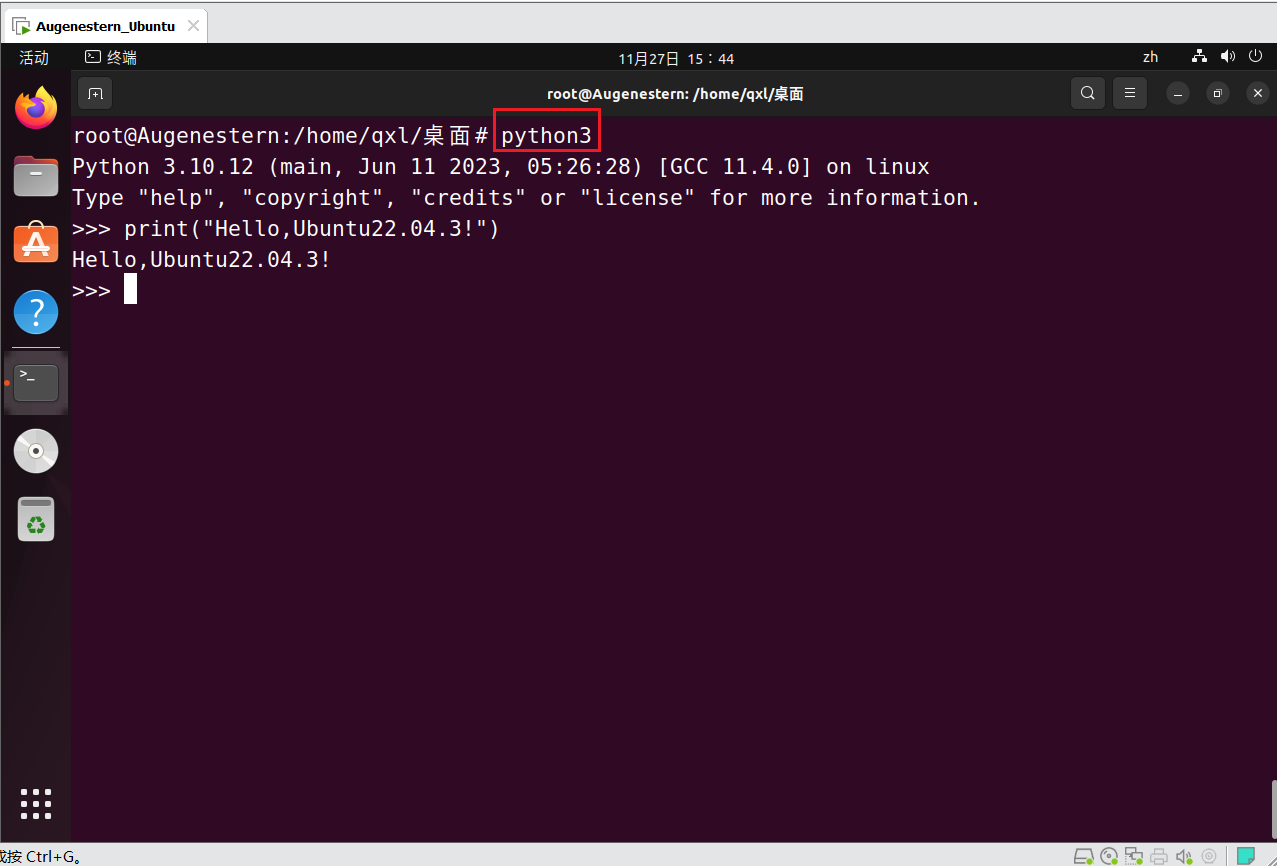 Augenestern_Ubuntu
活动 终端 11月27日 15：44 zh
root@Augenestern: /home/qxl/桌面
root@Augenestern:/home/qxl/桌面# python3
Python 3.10.12 (main, Jun 11 2023, 05:26:28) [GCC 11.4.0] on linux
Type "help", "copyright", "credits" or "license" for more information.
>>> print("Hello,Ubuntu22.04.3!")
Hello,Ubuntu22.04.3!
>>>
按 Ctrl+G。